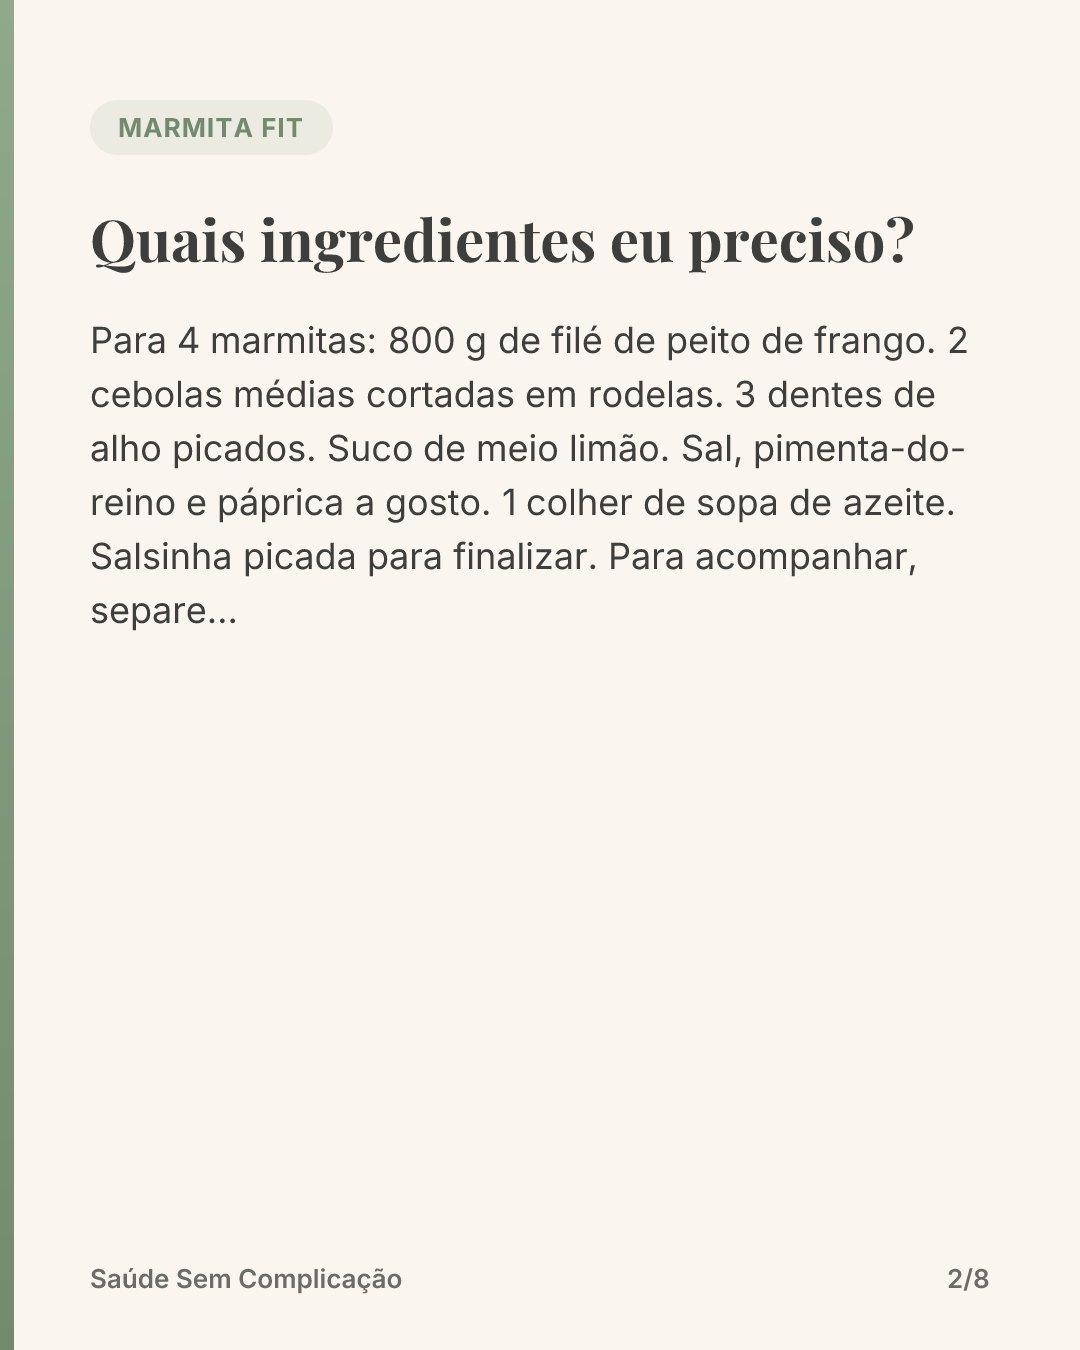 MARMITA FIT
Quais ingredientes eu preciso?
Para 4 marmitas: 800 g de filé de peito de frango. 2
cebolas médias cortadas em rodelas. 3 dentes de
alho picados. Suco de meio limão. Sal, pimenta-do-
reino e páprica a gosto. 1 colher de sopa de azeite.
Salsinha picada para finalizar. Para acompanhar,
separe...
Saúde Sem Complicação
2/8